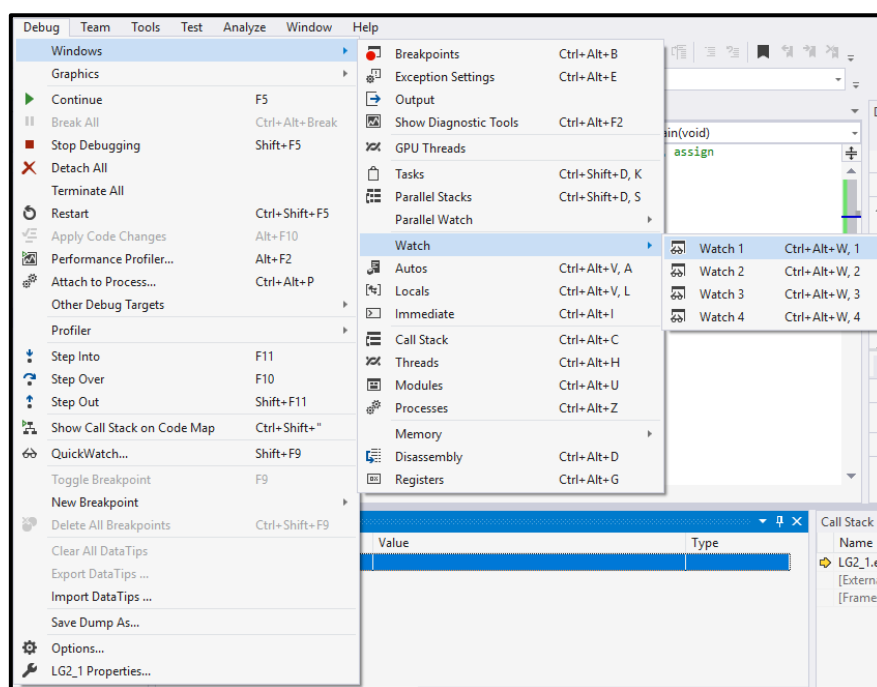 Debug Team Tools Test Analyze Window Help
Windows
Graphics
Continue F5
Break All Ctrl+Alt+Break
Stop Debugging Shift+F5
Detach All
Terminate All
Restart Ctrl+Shift+F5
Apply Code Changes Alt+F10
Performance Profiler... Alt+F2
Attach to Process... Ctrl+Alt+P
Other Debug Targets
Profiler
Step Into F11
Step Over F10
Step Out Shift+F11
Show Call Stack on Code Map Ctrl+Shift+"
QuickWatch... Shift+F9
Toggle Breakpoint F9
New Breakpoint
Delete All Breakpoints Ctrl+Shift+F9
Clear All DataTips
Export DataTips ...
Import DataTips ...
Save Dump As...
Options...
LG2_1 Properties...
Breakpoints Ctrl+Alt+B
Exception Settings Ctrl+Alt+E
Output
Show Diagnostic Tools Ctrl+Alt+F2
GPU Threads
Tasks Ctrl+Shift+D, K
Parallel Stacks Ctrl+Shift+D, S
Parallel Watch
Watch
Autos Ctrl+Alt+V, A
Locals Ctrl+Alt+V, L
Immediate Ctrl+Alt+I
Call Stack Ctrl+Alt+C
Threads Ctrl+Alt+H
Modules Ctrl+Alt+U
Processes Ctrl+Alt+Z
Memory
Disassembly Ctrl+Alt+D
Registers Ctrl+Alt+G
Watch 1 Ctrl+Alt+W, 1
Watch 2 Ctrl+Alt+W, 2
Watch 3 Ctrl+Alt+W, 3
Watch 4 Ctrl+Alt+W, 4
ain(void)
assign
Value Type
Call Stack
Name
LG2_1.e
[Extern
[Frame